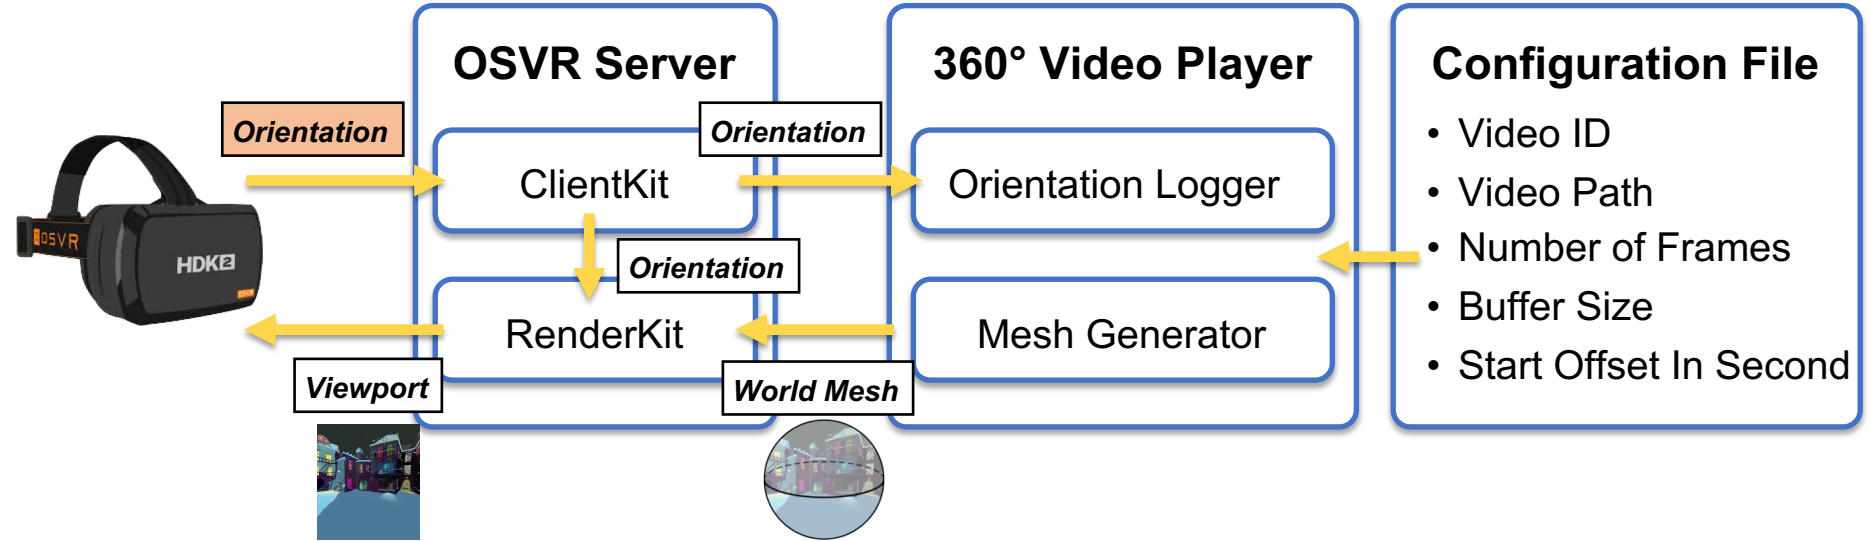 OSVR Server
360° Video Player
Configuration File
Orientation
Orientation
ClientKit
Orientation Logger
Orientation
RenderKit
Mesh Generator
Viewport
World Mesh
• Video ID
• Video Path
• Number of Frames
• Buffer Size
• Start Offset In Second
OSVR
HDK2
OSVR